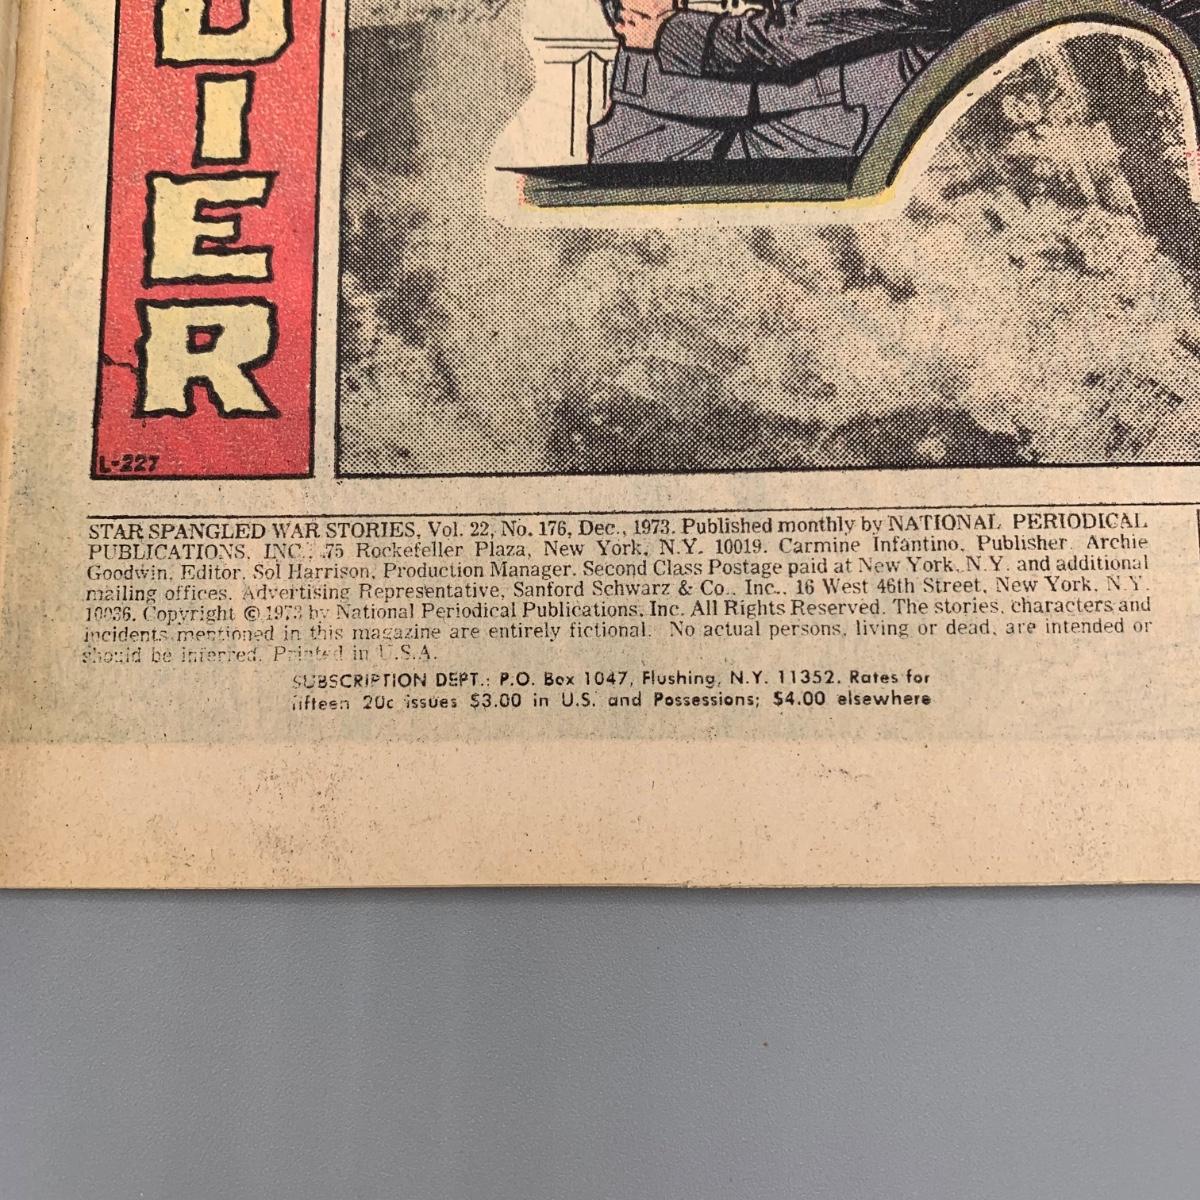 DIER
L-227
STAR SPANGLED WAR STORIES, Vol. 22, No. 176, Dec., 1973. Published monthly by NATIONAL PERIODICAL
PUBLICATIONS, INC., 75 Rockefeller Plaza, New York, N.Y. 10019. Carmine Infantino, Publisher. Archie
Goodwin, Editor. Sol Harrison, Production Manager. Second Class Postage paid at New York, N.Y. and additional
mailing offices. Advertising Representative, Sanford Schwarz & Co., Inc., 16 West 46th Street, New York, N.Y.
10036. Copyright © 1973 by National Periodical Publications, Inc. All Rights Reserved. The stories, characters and
incidents mentioned in this magazine are entirely fictional. No actual persons, living or dead, are intended or
should be inferred. Printed in U.S.A.
SUBSCRIPTION DEPT.: P.O. Box 1047, Flushing, N.Y. 11352. Rates for
fifteen 20c issues $3.00 in U.S. and Possessions; $4.00 elsewhere